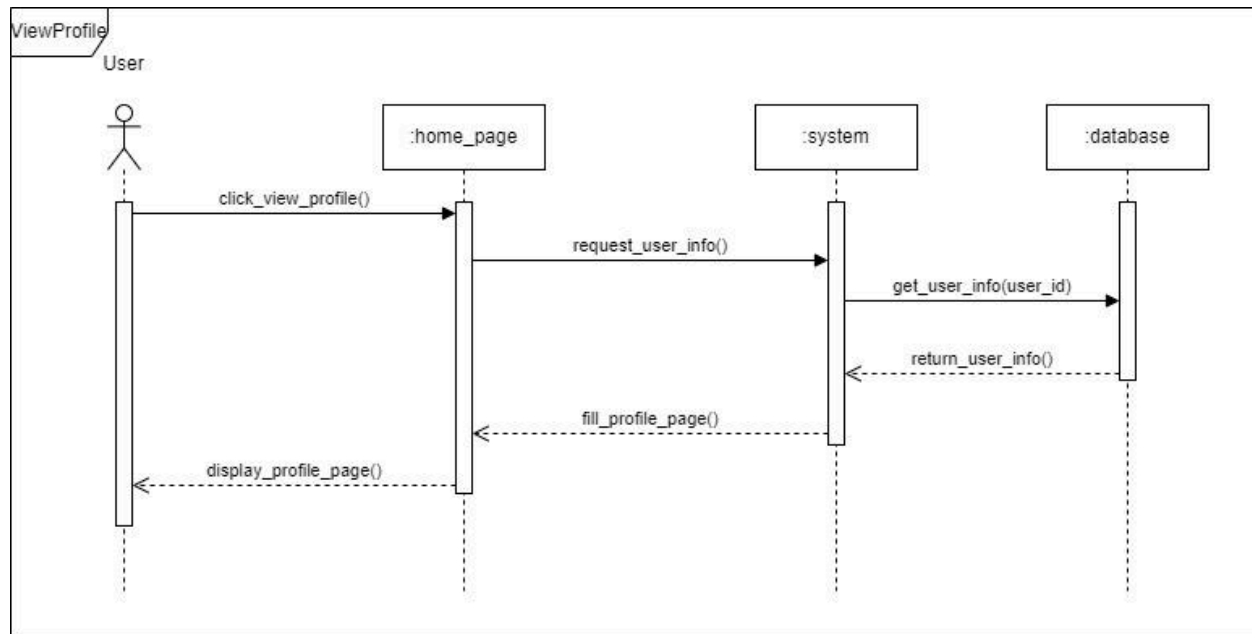 ViewProfile
User
:home_page
:system
:database
click_view_profile()
request_user_info()
get_user_info(user_id)
return_user_info()
fill_profile_page()
display_profile_page()